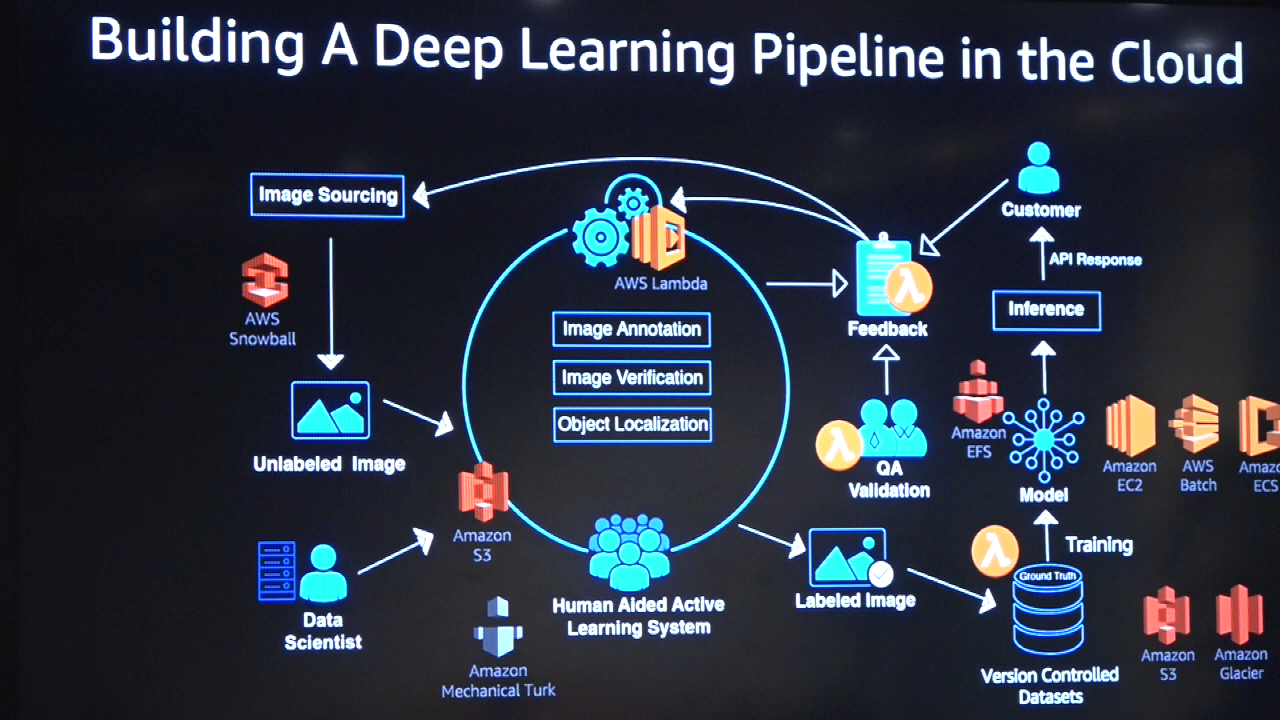 Building A Deep Learning Pipeline in the Cloud
Image Sourcing
AWS
Snowball
Unlabeled Image
Data
Scientist
AWS Lambda
Image Annotation
Image Verification
Object Localization
Amazon
S3
Human Aided Active
Learning System
Amazon
Mechanical Turk
Customer
API Response
Inference
Feedback
QA
Validation
Amazon
EFS
Model
Amazon
EC2
AWS
Batch
Amazo
ECS
Training
Labeled Image
Ground Truth
Version Controlled
Datasets
Amazon
S3
Amazon
Glacier